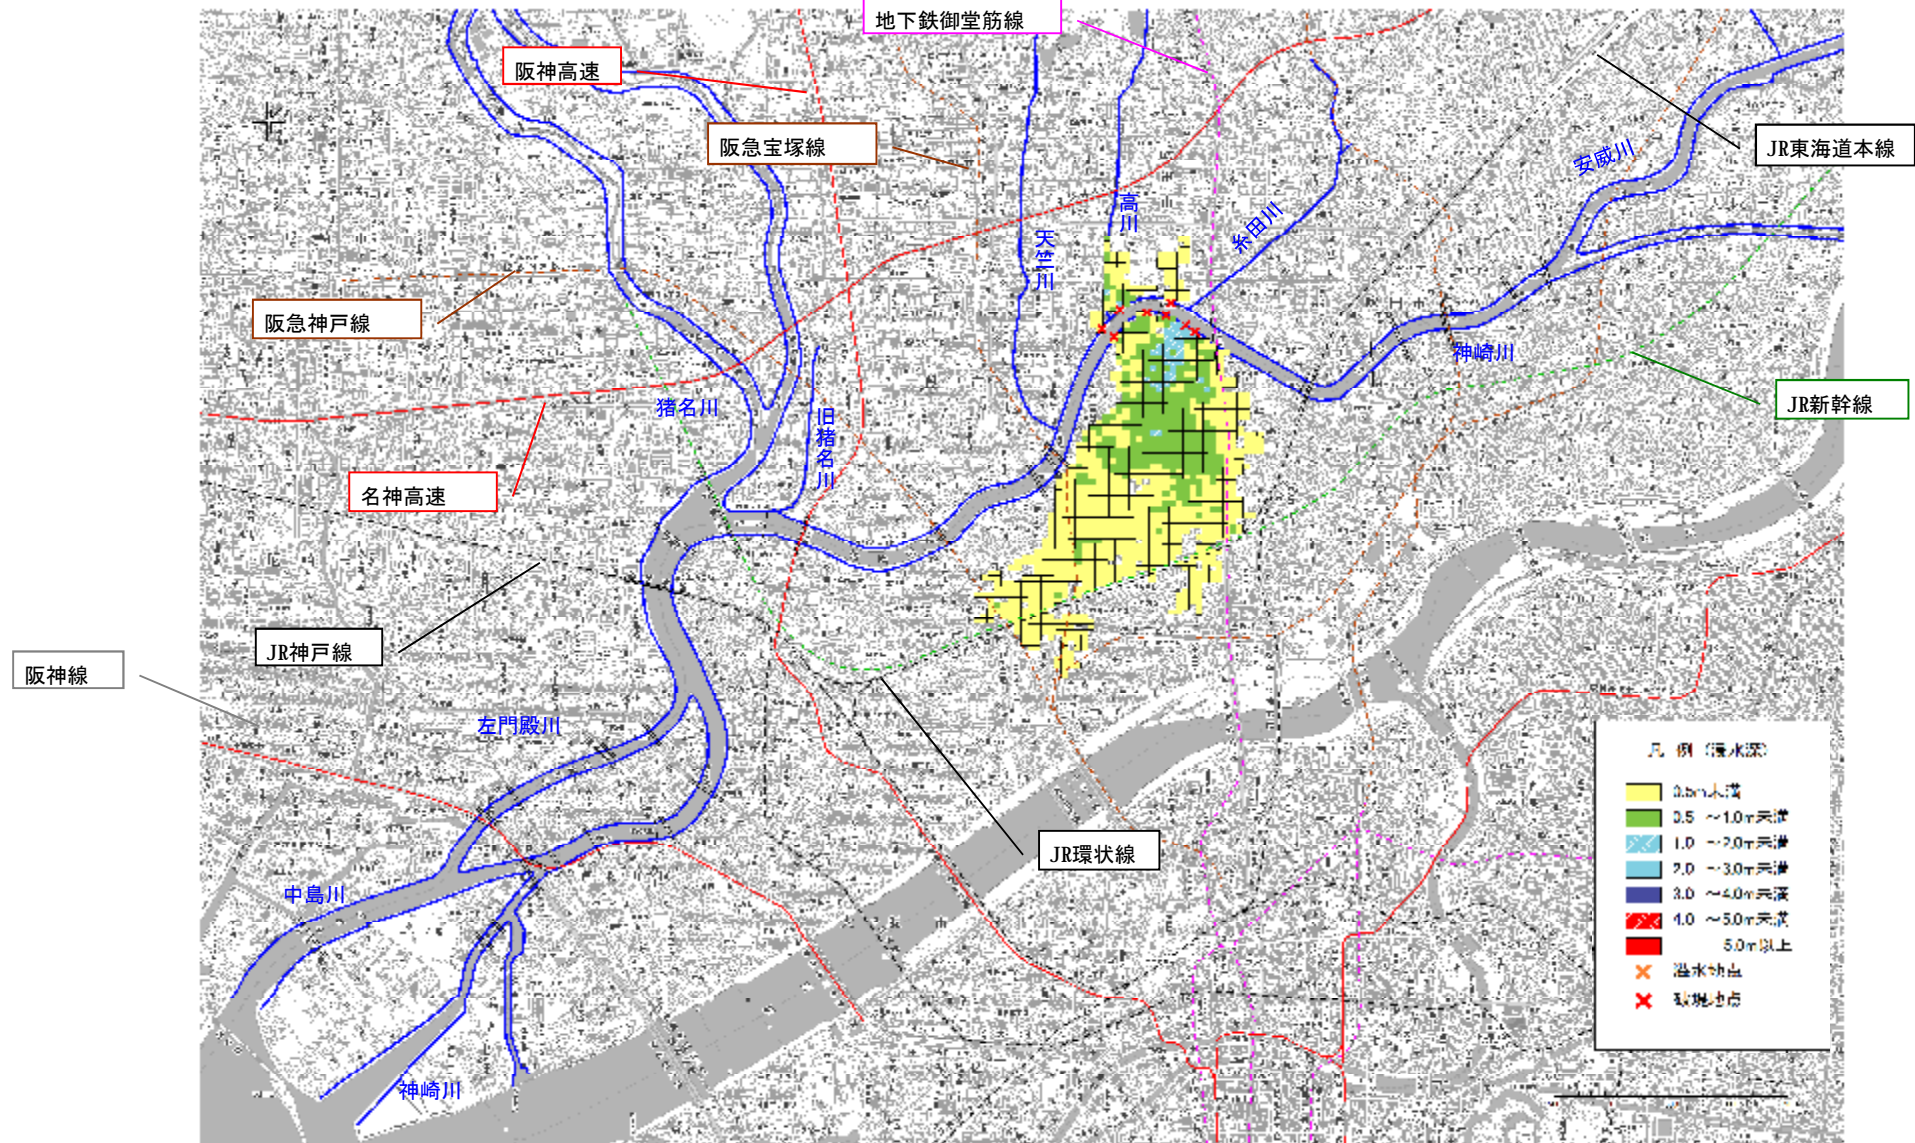 地下鉄御堂筋線
阪神高速
阪急宝塚線
JR東海道本線
安威川
高川
糸田川
天竺川
阪急神戸線
神崎川
JR新幹線
猪名川
旧猪名川
名神高速
JR神戸線
阪神線
左門殿川
JR環状線
中島川
神崎川
凡 例 (浸水深)
0.5m未満
0.5 ～1.0m未満
1.0 ～2.0m未満
2.0 ～3.0m未満
3.0 ～4.0m未満
4.0 ～5.0m未満
5.0m以上
溢水地点
破堤地点